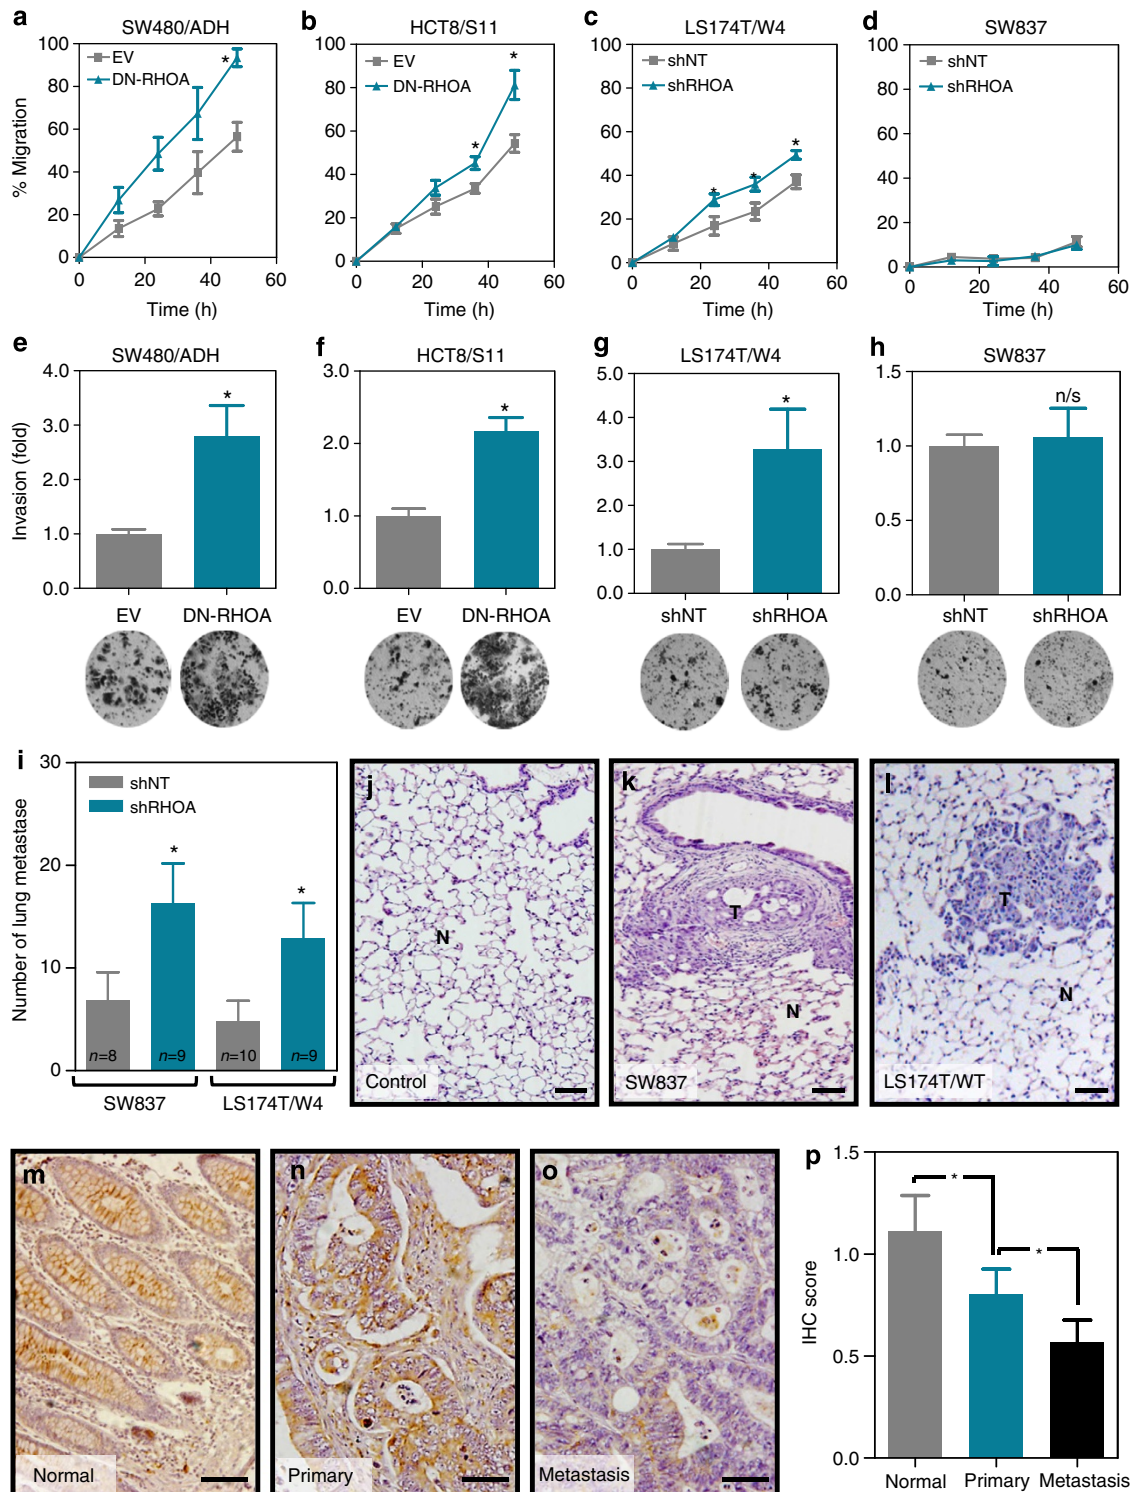 a SW480/ADH
b HCT8/S11
c LS174T/W4
d SW837
% Migration
100
80
60
40
20
0
EV
DN-RHOA
*
0 20 40 60
Time (h)
100
80
60
40
20
0
EV
DN-RHOA
*
*
0 20 40 60
Time (h)
100
80
60
40
20
0
shNT
shRHOA
*
*
*
0 20 40 60
Time (h)
100
80
60
40
20
0
shNT
shRHOA
0 20 40 60
Time (h)
e SW480/ADH
f HCT8/S11
g LS174T/W4
h SW837
Invasion (fold)
4.0
3.0
2.0
1.0
0.0
*
EV DN-RHOA
3.0
2.0
1.0
0.0
*
EV DN-RHOA
5.0
4.0
3.0
2.0
1.0
0.0
*
shNT shRHOA
1.5
1.0
0.5
0.0
n/s
shNT shRHOA
i
Number of lung metastase
30
20
10
0
shNT
shRHOA
*
*
n=8 n=9 n=10 n=9
SW837 LS174T/W4
j
N
Control
k
T
N
SW837
l
T
N
LS174T/WT
m
Normal
n
Primary
o
Metastasis
p
IHC score
1.5
1.0
0.5
0.0
*
*
Normal Primary Metastasis